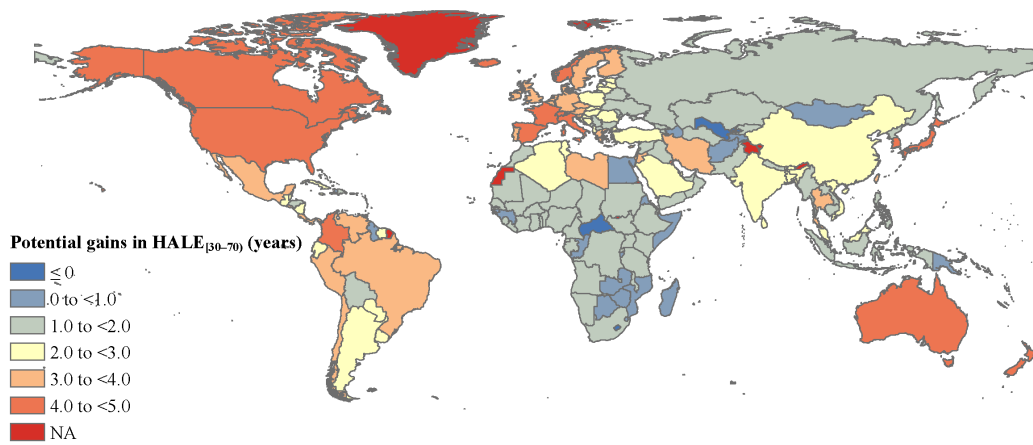 Potential gains in HALE[30–70) (years)
≤ 0
.0 to <1.0
1.0 to <2.0
2.0 to <3.0
3.0 to <4.0
4.0 to <5.0
NA